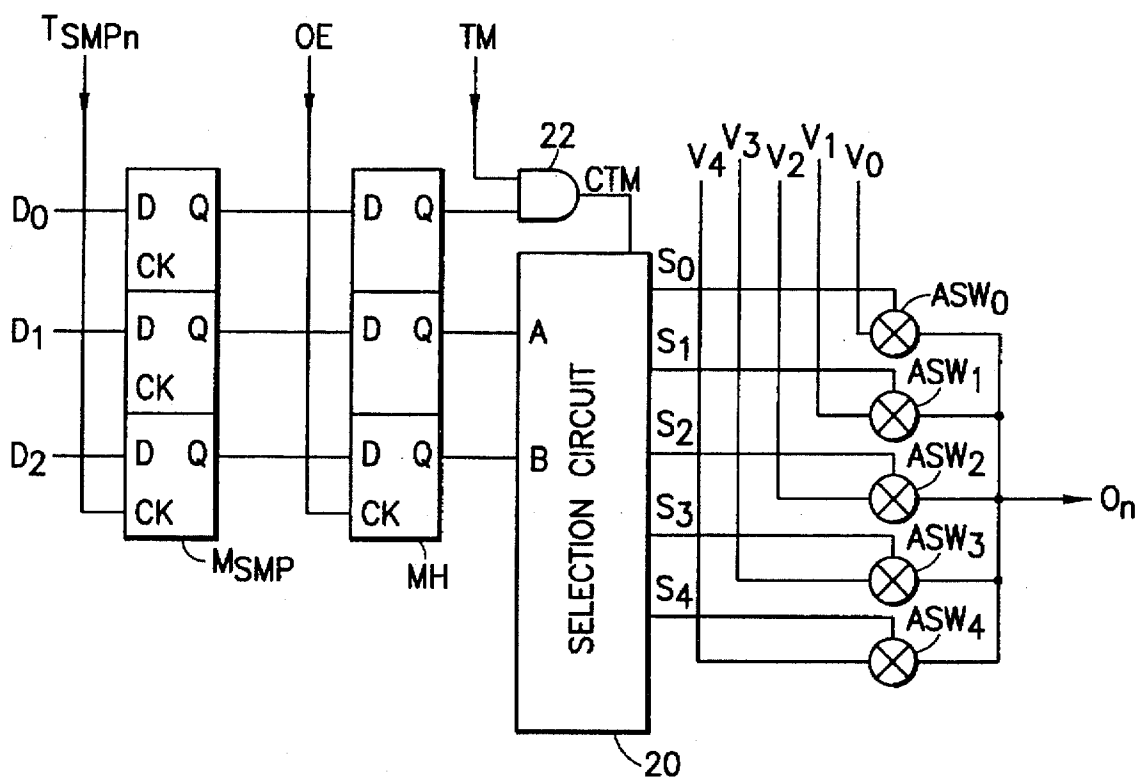 TSMPn OE TM
22
CTM
V4 V3 V2 V1 V0
D0 D Q D Q
CK
S0 ASW0
D1 D Q D Q A
CK
S1 ASW1
D2 D Q D Q B
CK CK
S2 ASW2
On
S3 ASW3
S4 ASW4
MSMP MH
SELECTION CIRCUIT
20